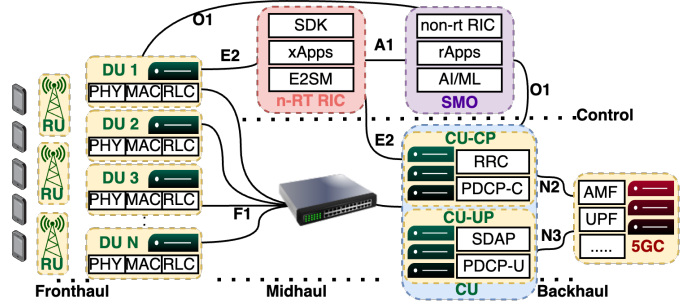 O1
SDK
xApps
E2SM
n-RT RIC
A1
non-rt RIC
rApps
AI/ML
SMO
E2
O1
Control
DU 1
PHY MAC RLC
DU 2
PHY MAC RLC
DU 3
PHY MAC RLC
DU N
PHY MAC RLC
RU
RU
RU
F1
E2
CU-CP
RRC
PDCP-C
CU-UP
SDAP
PDCP-U
CU
N2
N3
AMF
UPF
.....
5GC
Fronthaul
Midhaul
Backhaul